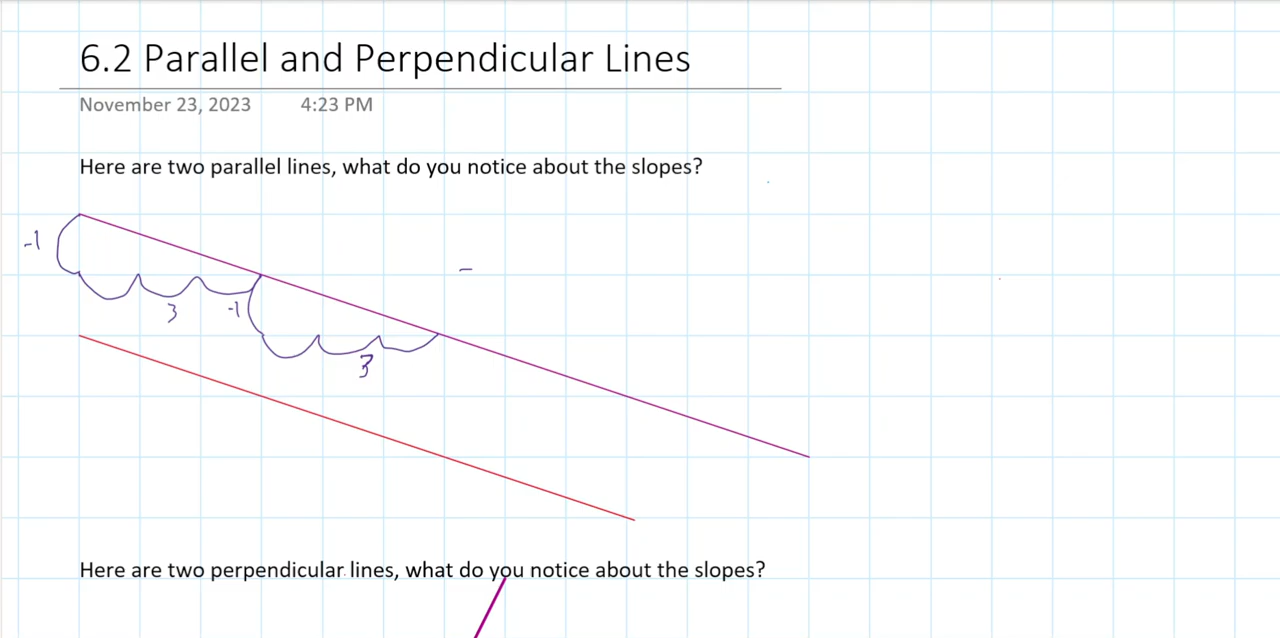 6.2 Parallel and Perpendicular Lines
November 23, 2023 4:23 PM
Here are two parallel lines, what do you notice about the slopes?
-1
3
-1
3
Here are two perpendicular lines, what do you notice about the slopes?